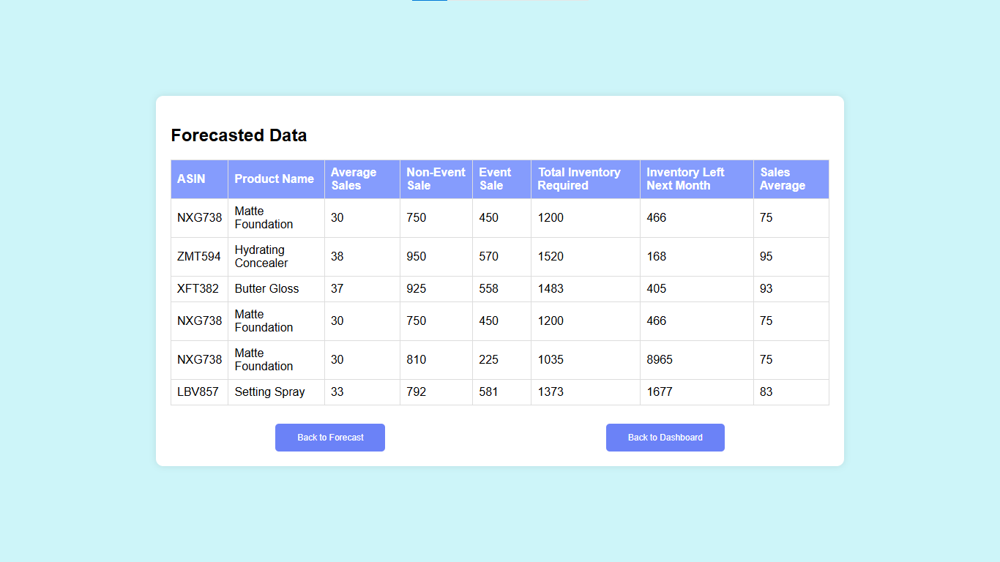 Forecasted Data
ASIN Product Name Average Sales Non-Event Sale Event Sale Total Inventory Required Inventory Left Next Month Sales Average
NXG738 Matte Foundation 30 750 450 1200 466 75
ZMT594 Hydrating Concealer 38 950 570 1520 168 95
XFT382 Butter Gloss 37 925 558 1483 405 93
NXG738 Matte Foundation 30 750 450 1200 466 75
NXG738 Matte Foundation 30 810 225 1035 8965 75
LBV857 Setting Spray 33 792 581 1373 1677 83
Back to Forecast Back to Dashboard